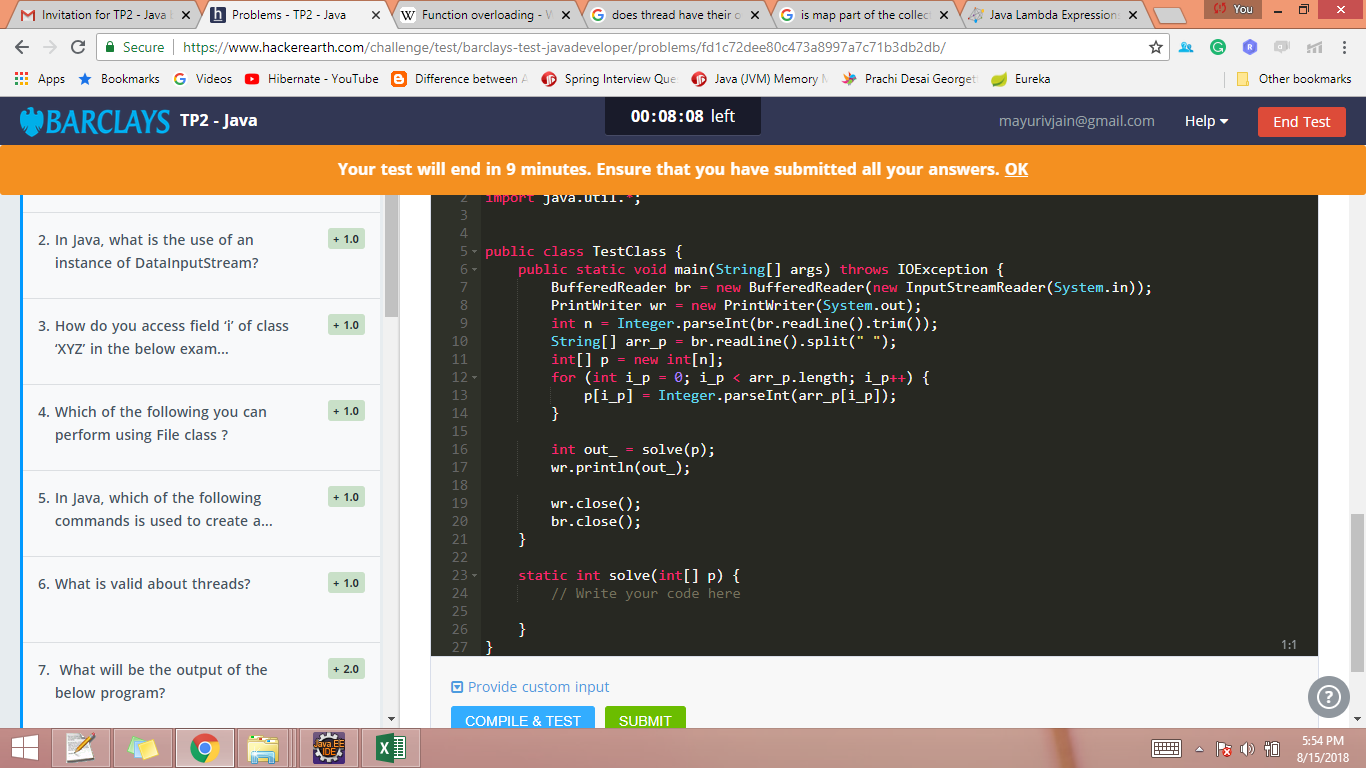 Invitation for TP2 - Java
Problems - TP2 - Java
Function overloading - W
does thread have their o
is map part of the collect
Java Lambda Expression
You
Secure
https://www.hackerearth.com/challenge/test/barclays-test-javadeveloper/problems/fd1c72dee80c473a8997a7c71b3db2db/
Apps
Bookmarks
Videos
Hibernate - YouTube
Difference between A
Spring Interview Que
Java (JVM) Memory M
Prachi Desai Georget
Eureka
Other bookmarks
BARCLAYS TP2 - Java
00:08:08 left
mayurivjain@gmail.com
Help
End Test
Your test will end in 9 minutes. Ensure that you have submitted all your answers. OK
2. In Java, what is the use of an
instance of DataInputStream?
+ 1.0
3. How do you access field ‘i’ of class
‘XYZ’ in the below exam...
+ 1.0
4. Which of the following you can
perform using File class ?
+ 1.0
5. In Java, which of the following
commands is used to create a...
+ 1.0
6. What is valid about threads?
+ 1.0
7. What will be the output of the
below program?
+ 2.0
2 import java.util.*;
3
4
5 public class TestClass {
6 public static void main(String[] args) throws IOException {
7 BufferedReader br = new BufferedReader(new InputStreamReader(System.in));
8 PrintWriter wr = new PrintWriter(System.out);
9 int n = Integer.parseInt(br.readLine().trim());
10 String[] arr_p = br.readLine().split(" ");
11 int[] p = new int[n];
12 for (int i_p = 0; i_p < arr_p.length; i_p++) {
13 p[i_p] = Integer.parseInt(arr_p[i_p]);
14 }
15
16 int out_ = solve(p);
17 wr.println(out_);
18
19 wr.close();
20 br.close();
21 }
22
23 static int solve(int[] p) {
24 // Write your code here
25
26 }
27 }
1:1
Provide custom input
COMPILE & TEST
SUBMIT
?
Java EE
IDE
5:54 PM
8/15/2018